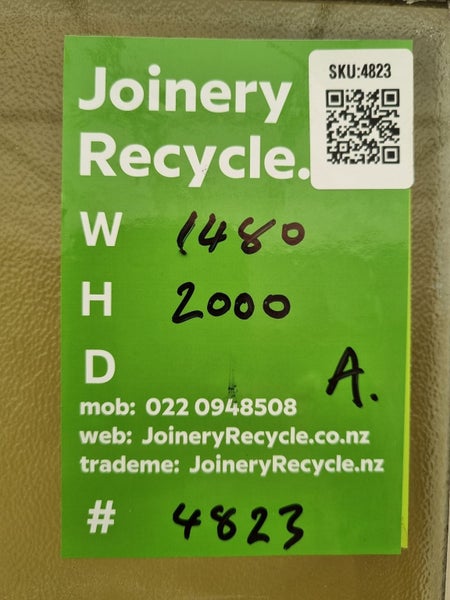 Joinery
SKU:4823
Recycle.
W 1480
H 2000
D
A.
mob: 022 0948508
web: JoineryRecycle.co.nz
trademe: JoineryRecycle.nz
# 4823